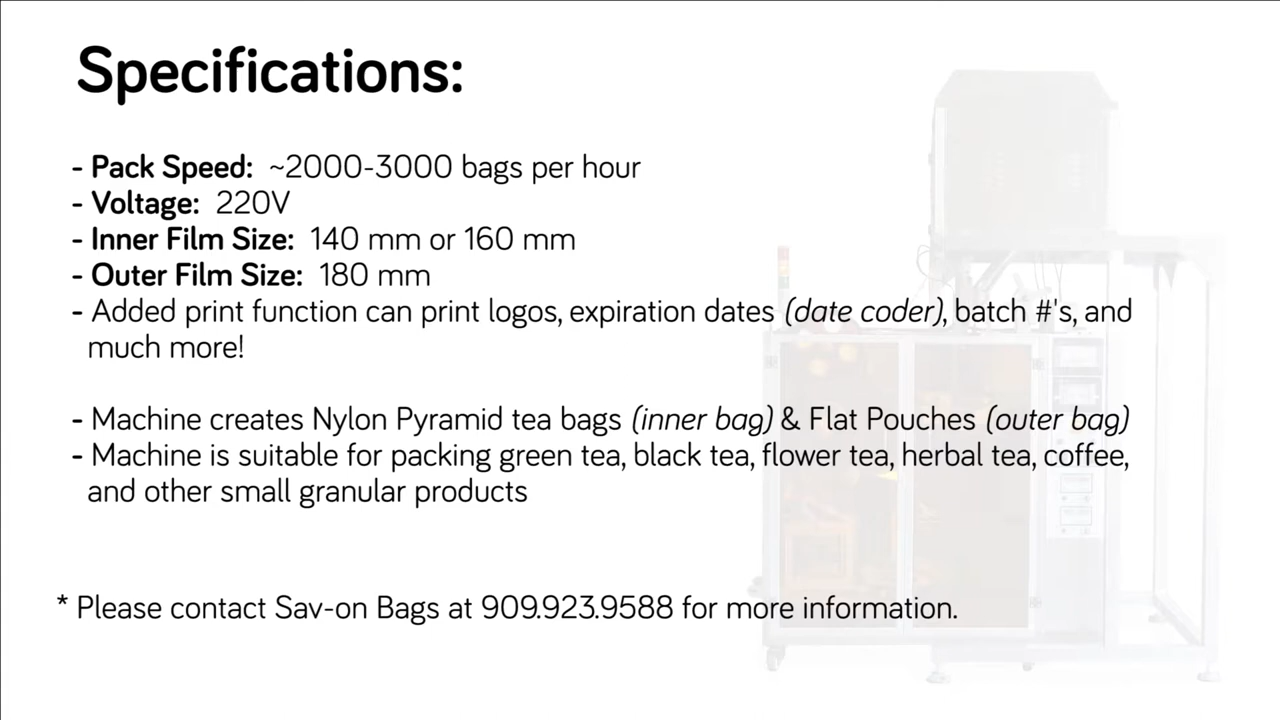 Specifications:
- Pack Speed: ~2000-3000 bags per hour
- Voltage: 220V
- Inner Film Size: 140 mm or 160 mm
- Outer Film Size: 180 mm
- Added print function can print logos, expiration dates (date coder), batch #'s, and
much more!
- Machine creates Nylon Pyramid tea bags (inner bag) & Flat Pouches (outer bag)
- Machine is suitable for packing green tea, black tea, flower tea, herbal tea, coffee,
and other small granular products
* Please contact Sav-on Bags at 909.923.9588 for more information.